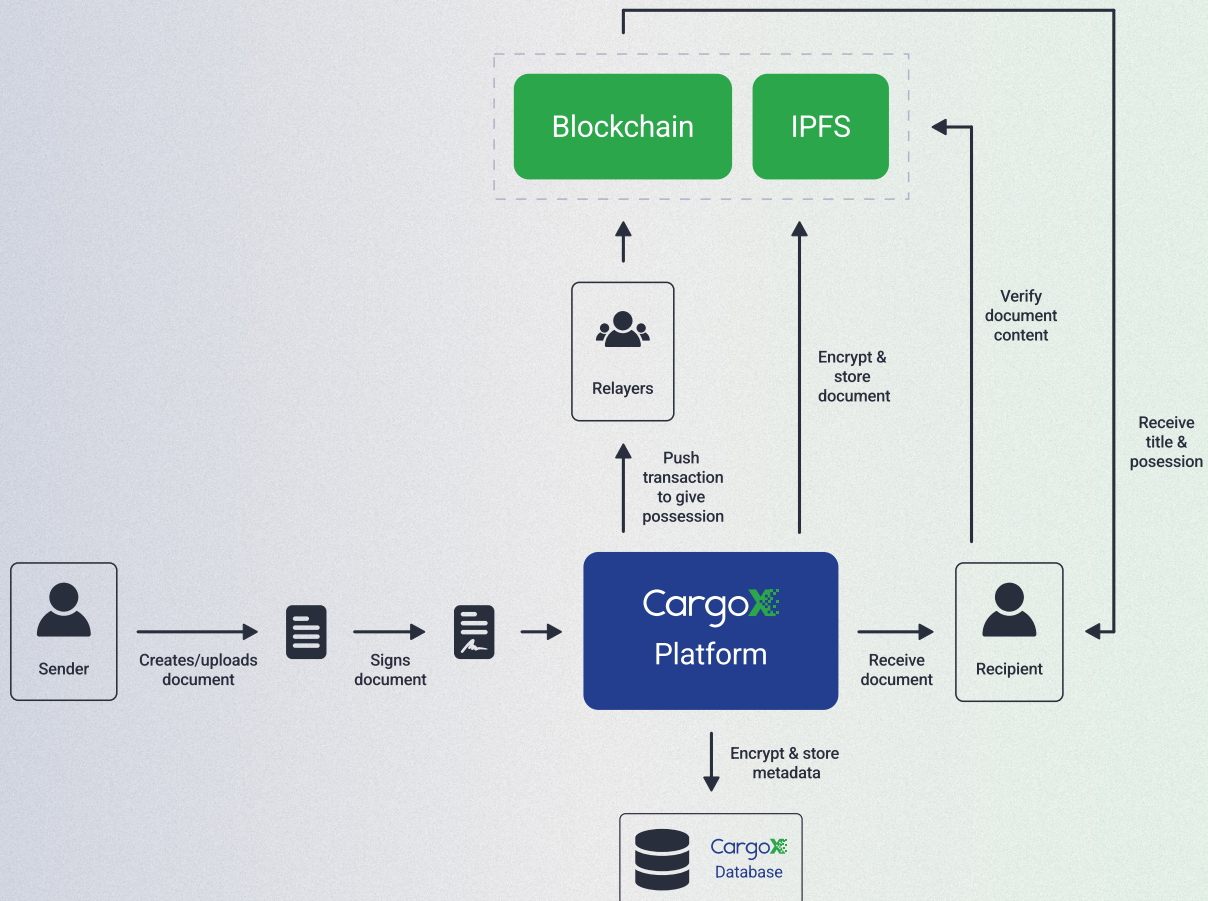 Blockchain
IPFS
Verify
document
content
Relayers
Encrypt &
store
document
Receive
title &
posession
Push
transaction
to give
possession
Sender
Creates/uploads
document
Signs
document
CargoX
Platform
Receive
document
Recipient
Encrypt & store
metadata
CargoX
Database